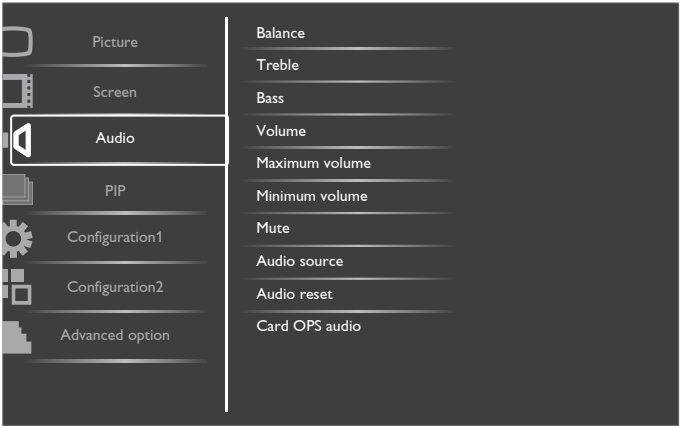 Picture
Screen
Audio
PIP
Configuration1
Configuration2
Advanced option
Balance
Treble
Bass
Volume
Maximum volume
Minimum volume
Mute
Audio source
Audio reset
Card OPS audio